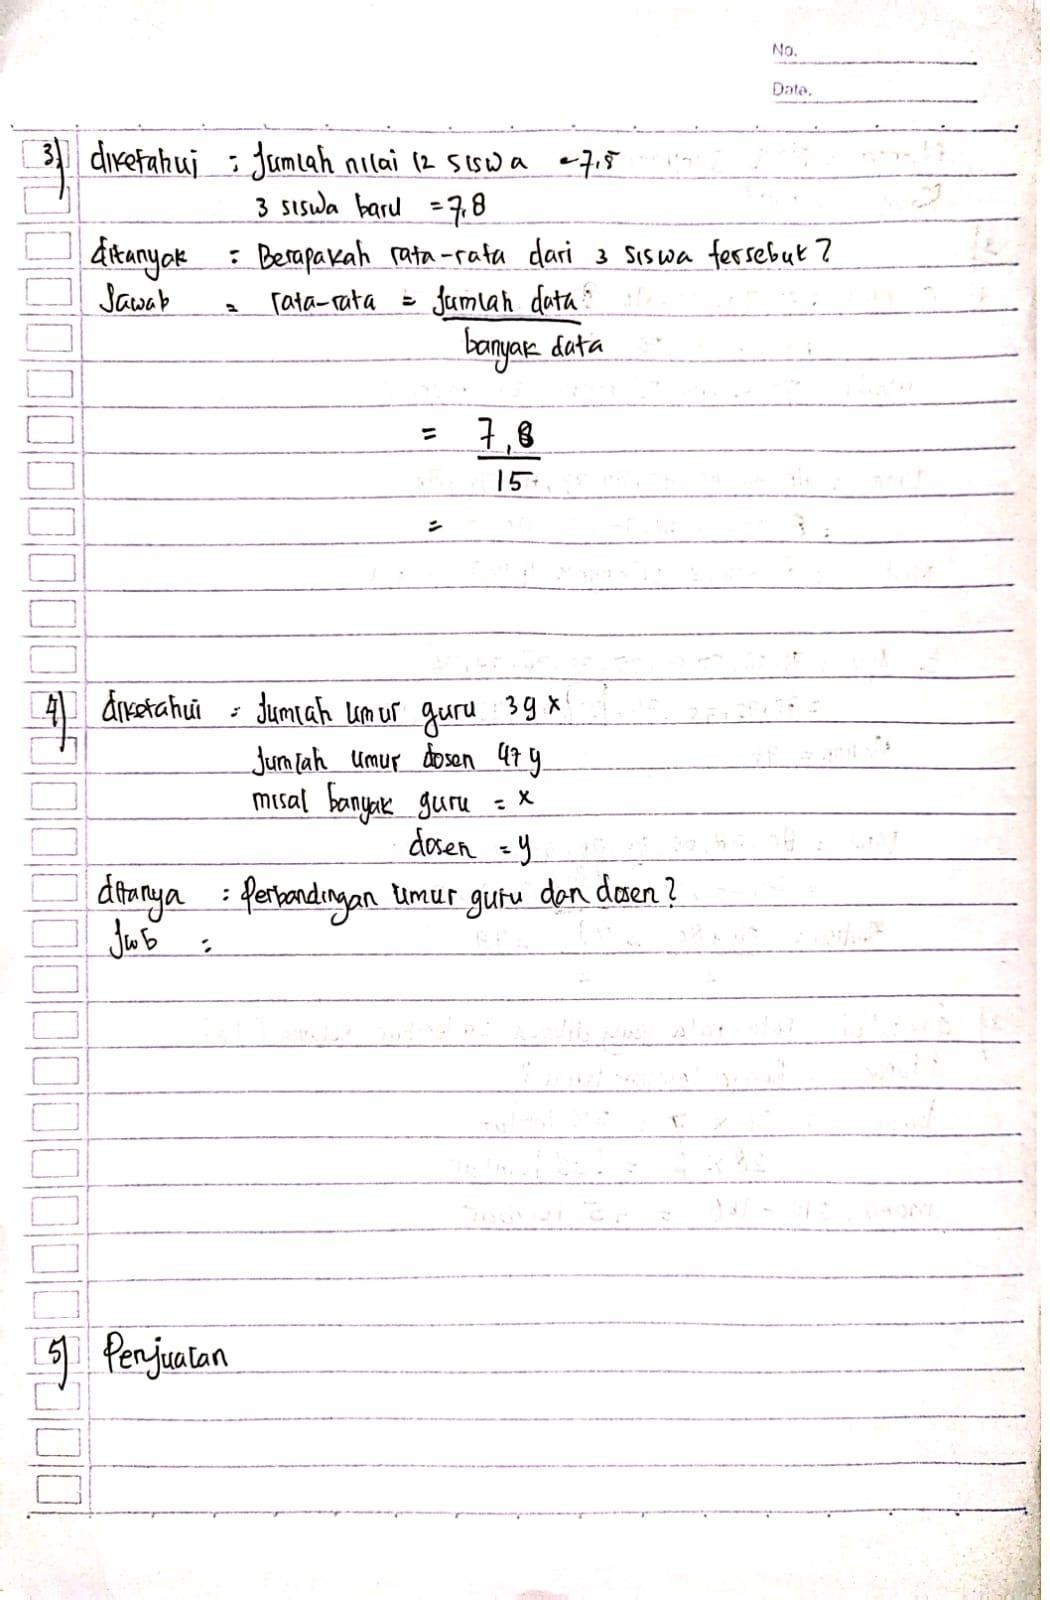 No.
Date.
3) diketahui : Jumlah nilai 12 siswa = 7,5
3 siswa baru = 7,8
ditanyak : Berapakah rata-rata dari 3 siswa tersebut?
Jawab = rata-rata = Jumlah data
banyak data
= 7,8
15
=
4) diketahui = Jumlah umur guru 39 x
Jumlah umur dosen 47 y
misal banyak guru = x
dosen = y
ditanya : Perbandingan umur guru dan dosen?
Jwb :
5) Penjualan